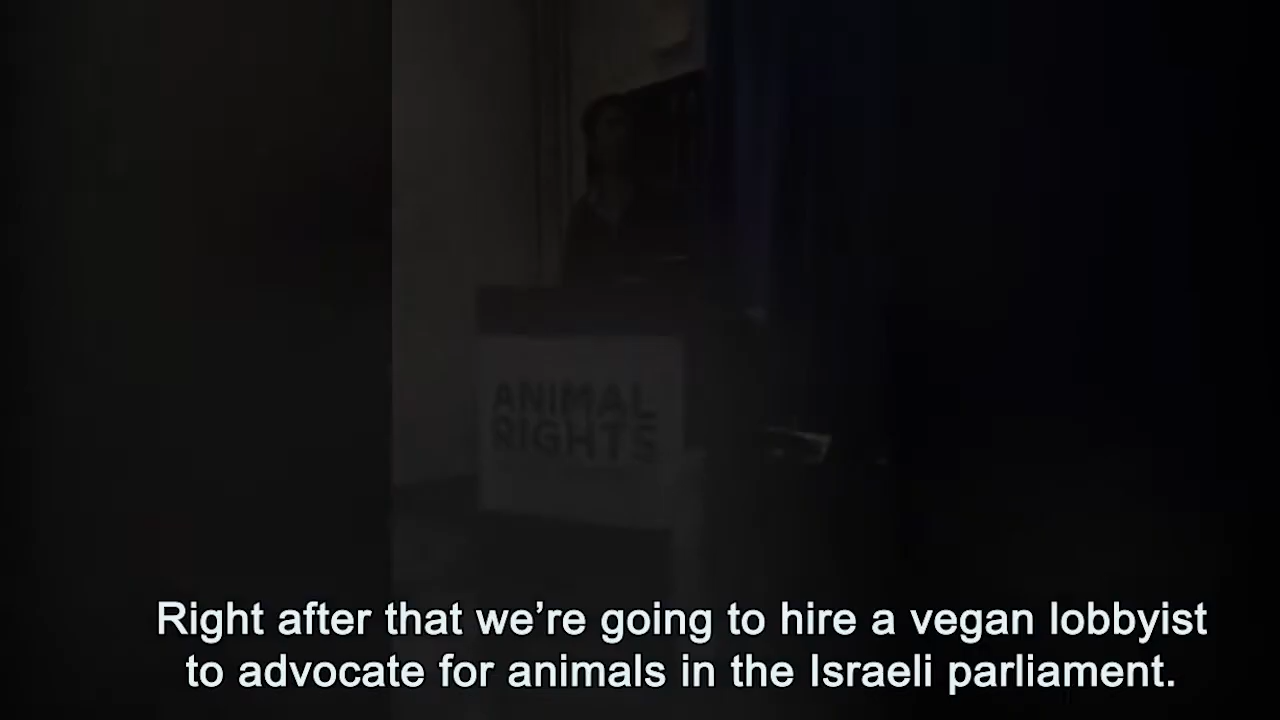 ANIMAL
RIGHTS
Right after that we’re going to hire a vegan lobbyist
to advocate for animals in the Israeli parliament.